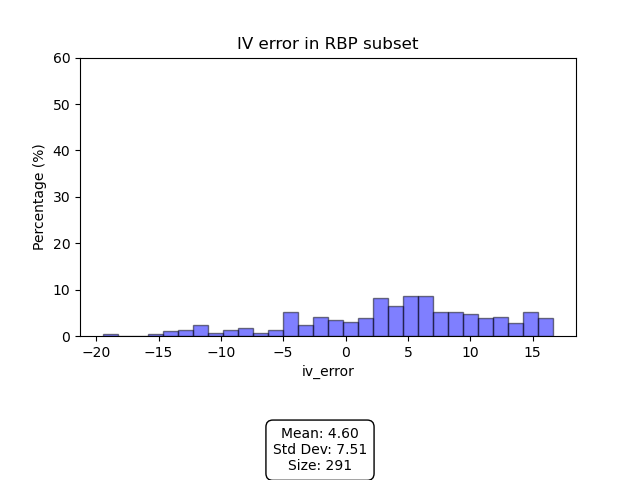 IV error in RBP subset
60
50
40
30
20
10
0
Percentage (%)
−20 −15 −10 −5 0 5 10 15
iv_error
Mean: 4.60
Std Dev: 7.51
Size: 291